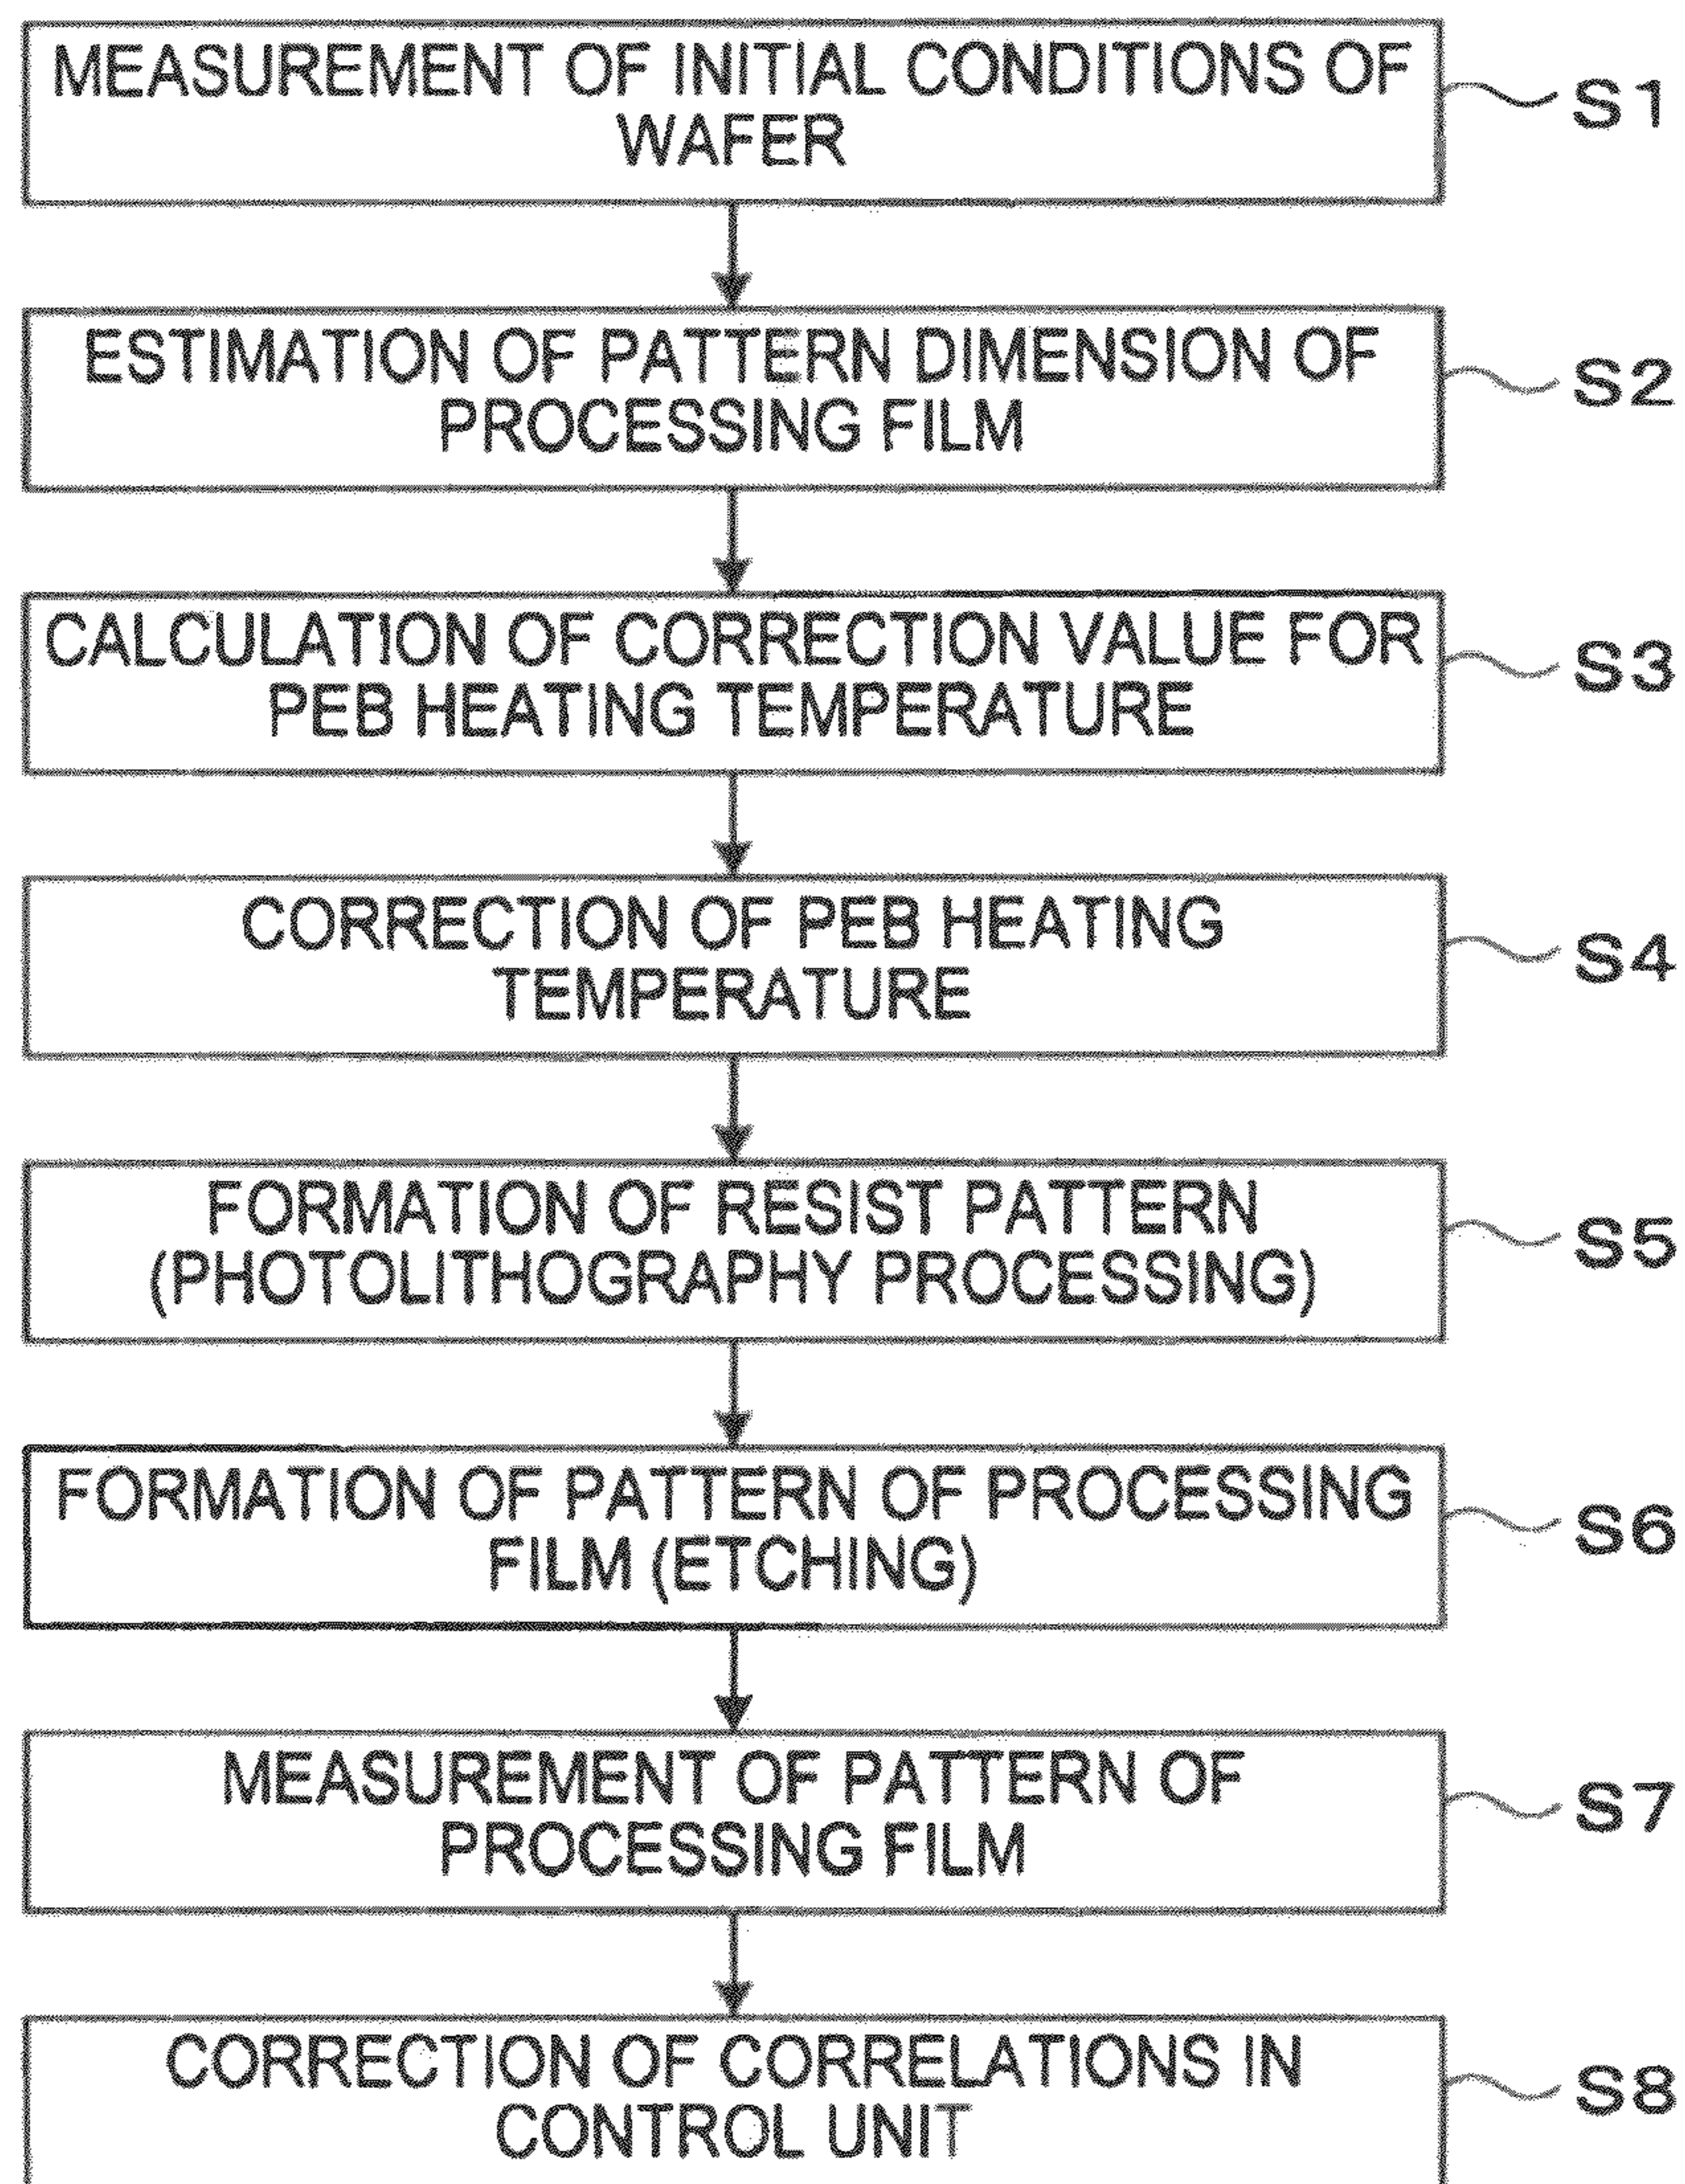 MEASUREMENT OF INITIAL CONDITIONS OF
WAFER
S1
ESTIMATION OF PATTERN DIMENSION OF
PROCESSING FILM
S2
CALCULATION OF CORRECTION VALUE FOR
PEB HEATING TEMPERATURE
S3
CORRECTION OF PEB HEATING
TEMPERATURE
S4
FORMATION OF RESIST PATTERN
(PHOTOLITHOGRAPHY PROCESSING)
S5
FORMATION OF PATTERN OF PROCESSING
FILM (ETCHING)
S6
MEASUREMENT OF PATTERN OF
PROCESSING FILM
S7
CORRECTION OF CORRELATIONS IN
CONTROL UNIT
S8